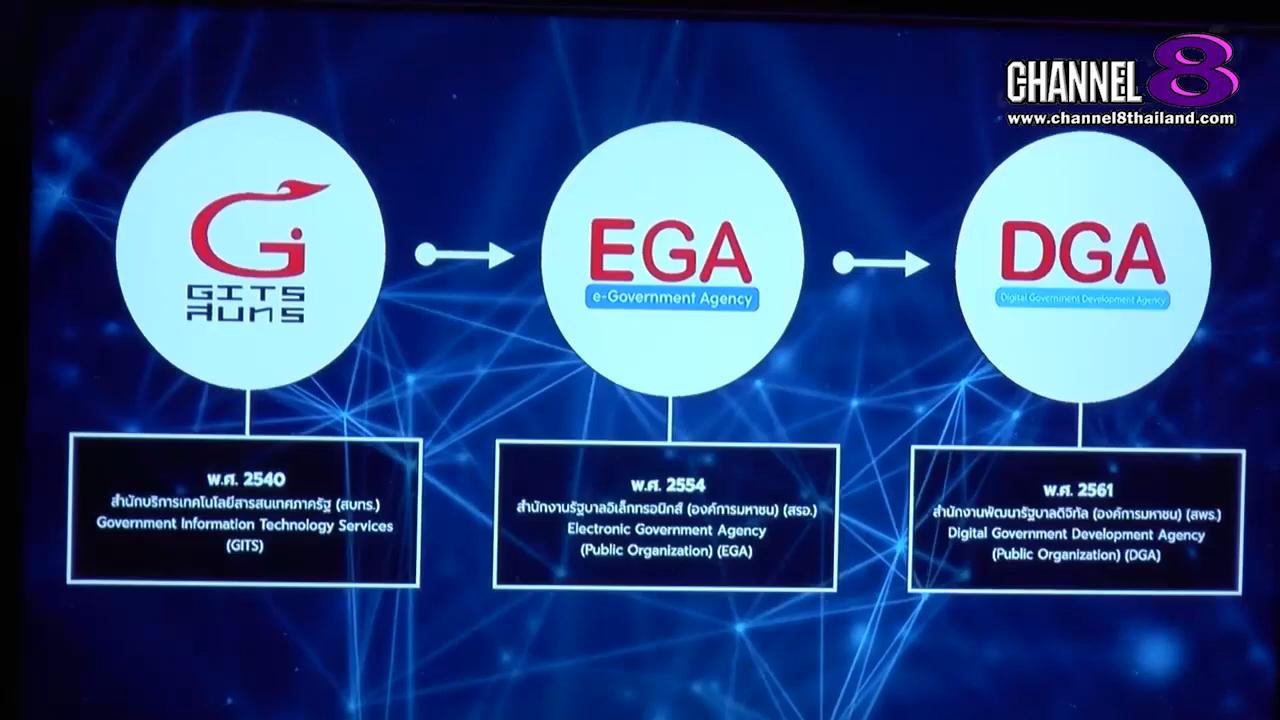 CHANNEL 8
www.channel8thailand.com
Gi
GITS
สบทร
EGA
e-Government Agency
DGA
Digital Government Development Agency
พ.ศ. 2540
สำนักบริการเทคโนโลยีสารสนเทศภาครัฐ (สบทร.)
Government Information Technology Services
(GITS)
พ.ศ. 2554
สำนักงานรัฐบาลอิเล็กทรอนิกส์ (องค์การมหาชน) (สรอ.)
Electronic Government Agency
(Public Organization) (EGA)
พ.ศ. 2561
สำนักงานพัฒนารัฐบาลดิจิทัล (องค์การมหาชน) (สพร.)
Digital Government Development Agency
(Public Organization) (DGA)